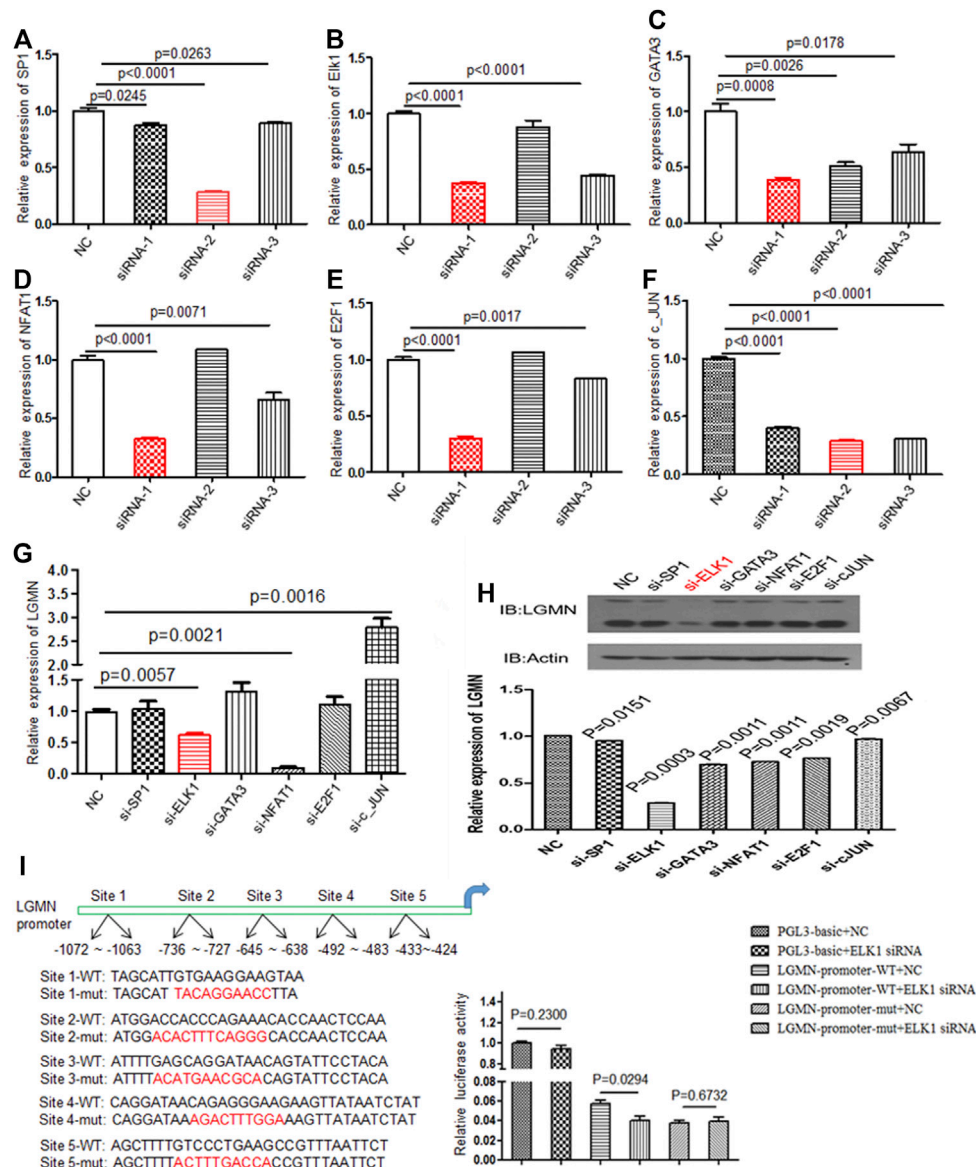 A
Relative expression of SP1
1.5
1.0
0.5
0.0
p=0.0263
p<0.0001
p=0.0245
NC
siRNA-1
siRNA-2
siRNA-3
B
Relative expression of Elk1
1.5
1.0
0.5
0.0
p<0.0001
p<0.0001
NC
siRNA-1
siRNA-2
siRNA-3
C
Relative expression of GATA3
1.5
1.0
0.5
0.0
p=0.0178
p=0.0026
p=0.0008
NC
siRNA-1
siRNA-2
siRNA-3
D
Relative expression of NFAT1
1.5
1.0
0.5
0.0
p=0.0071
p<0.0001
NC
siRNA-1
siRNA-2
siRNA-3
E
Relative expression of E2F1
1.5
1.0
0.5
0.0
p=0.0017
p<0.0001
NC
siRNA-1
siRNA-2
siRNA-3
F
Relative expression of c_JUN
1.5
1.0
0.5
0.0
p<0.0001
p<0.0001
p<0.0001
NC
siRNA-1
siRNA-2
siRNA-3
G
Relative expression of LGMN
4.0
3.5
3.0
2.5
2.0
1.5
1.0
0.5
0.0
p=0.0016
p=0.0021
p=0.0057
NC
si-SP1
si-ELK1
si-GATA3
si-NFAT1
si-E2F1
si-c_JUN
H
NC
si-SP1
si-ELK1
si-GATA3
si-NFAT1
si-E2F1
si-cJUN
IB:LGMN
IB:Actin
Relative expression of LGMN
1.5
1.0
0.5
0.0
P=0.0151
P=0.0003
P=0.0011
P=0.0011
P=0.0019
P=0.0067
NC
si-SP1
si-ELK1
si-GATA3
si-NFAT1
si-E2F1
si-cJUN
I
Site 1 Site 2 Site 3 Site 4 Site 5
LGMN
promoter
-1072 ~ -1063 -736 ~ -727 -645 ~ -638 -492 ~ -483 -433~-424
Site 1-WT: TAGCATTGTGAAGGAAGTAA
Site 1-mut: TAGCAT TACAGGAACCTTA
Site 2-WT: ATGGACCACCCAGAAACACCAACTCCAA
Site 2-mut: ATGGACACTTTCAGGGCACCAACTCCAA
Site 3-WT: ATTTTGAGCAGGATAACAGTATTCCTACA
Site 3-mut: ATTTTACATGAACGCACAGTATTCCTACA
Site 4-WT: CAGGATAACAGAGGGAAGAAGTTATAATCTAT
Site 4-mut: CAGGATAAAGACTTTGGAAAGTTATAATCTAT
Site 5-WT: AGCTTTTGTCCCTGAAGCCGTTTAATTCT
Site 5-mut: AGCTTTTACTTTGACCACCGTTTAATTCT
Relative luciferase activity
1.4
1.2
1.0
0.8
0.06
0.04
0.02
0.00
P=0.2300
P=0.0294
P=0.6732
PGL3-basic+NC
PGL3-basic+ELK1 siRNA
LGMN-promoter-WT+NC
LGMN-promoter-WT+ELK1 siRNA
LGMN-promoter-mut+NC
LGMN-promoter-mut+ELK1 siRNA